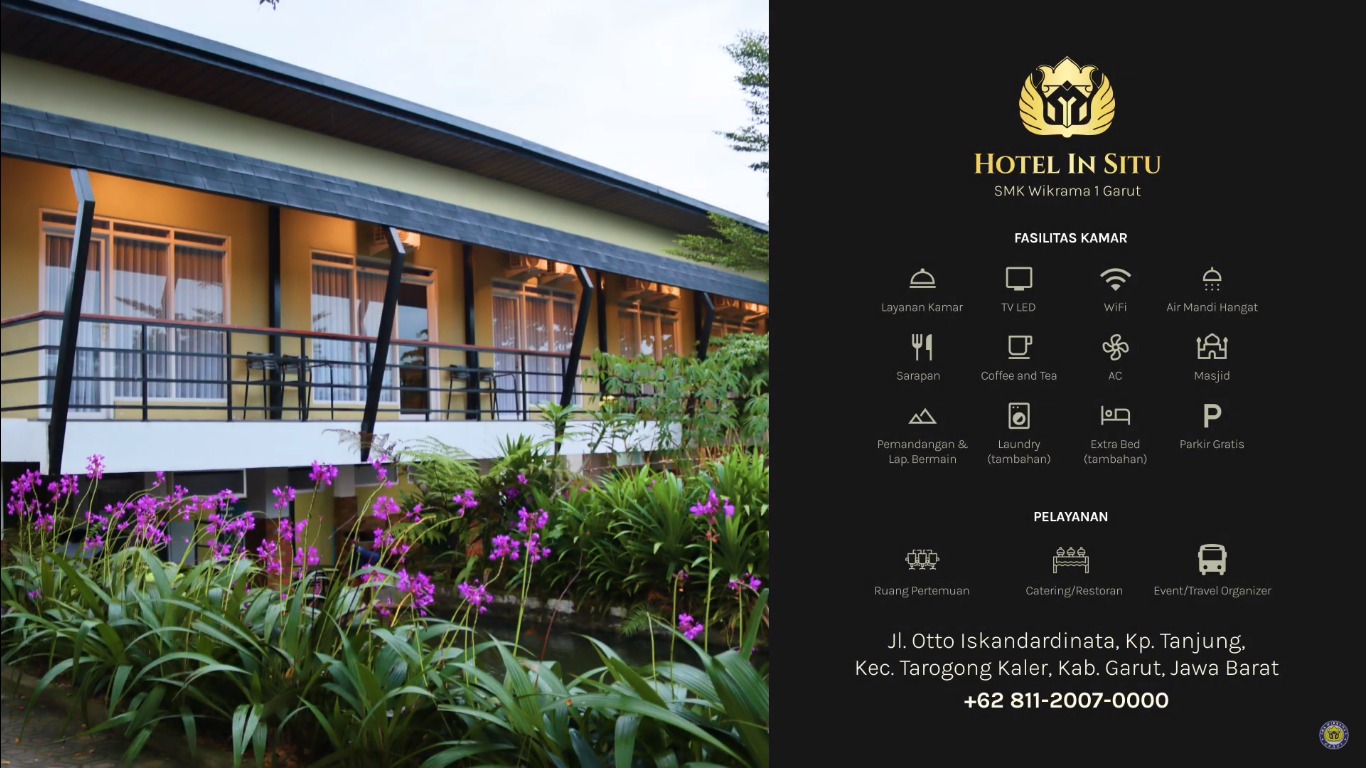 HOTEL IN SITU
SMK Wikrama 1 Garut
FASILITAS KAMAR
Layanan Kamar
TV LED
WiFi
Air Mandi Hangat
Sarapan
Coffee and Tea
AC
Masjid
Pemandangan &
Lap. Bermain
Laundry
(tambahan)
Extra Bed
(tambahan)
P
Parkir Gratis
PELAYANAN
Ruang Pertemuan
Catering/Restoran
Event/Travel Organizer
Jl. Otto Iskandardinata, Kp. Tanjung,
Kec. Tarogong Kaler, Kab. Garut, Jawa Barat
+62 811-2007-0000